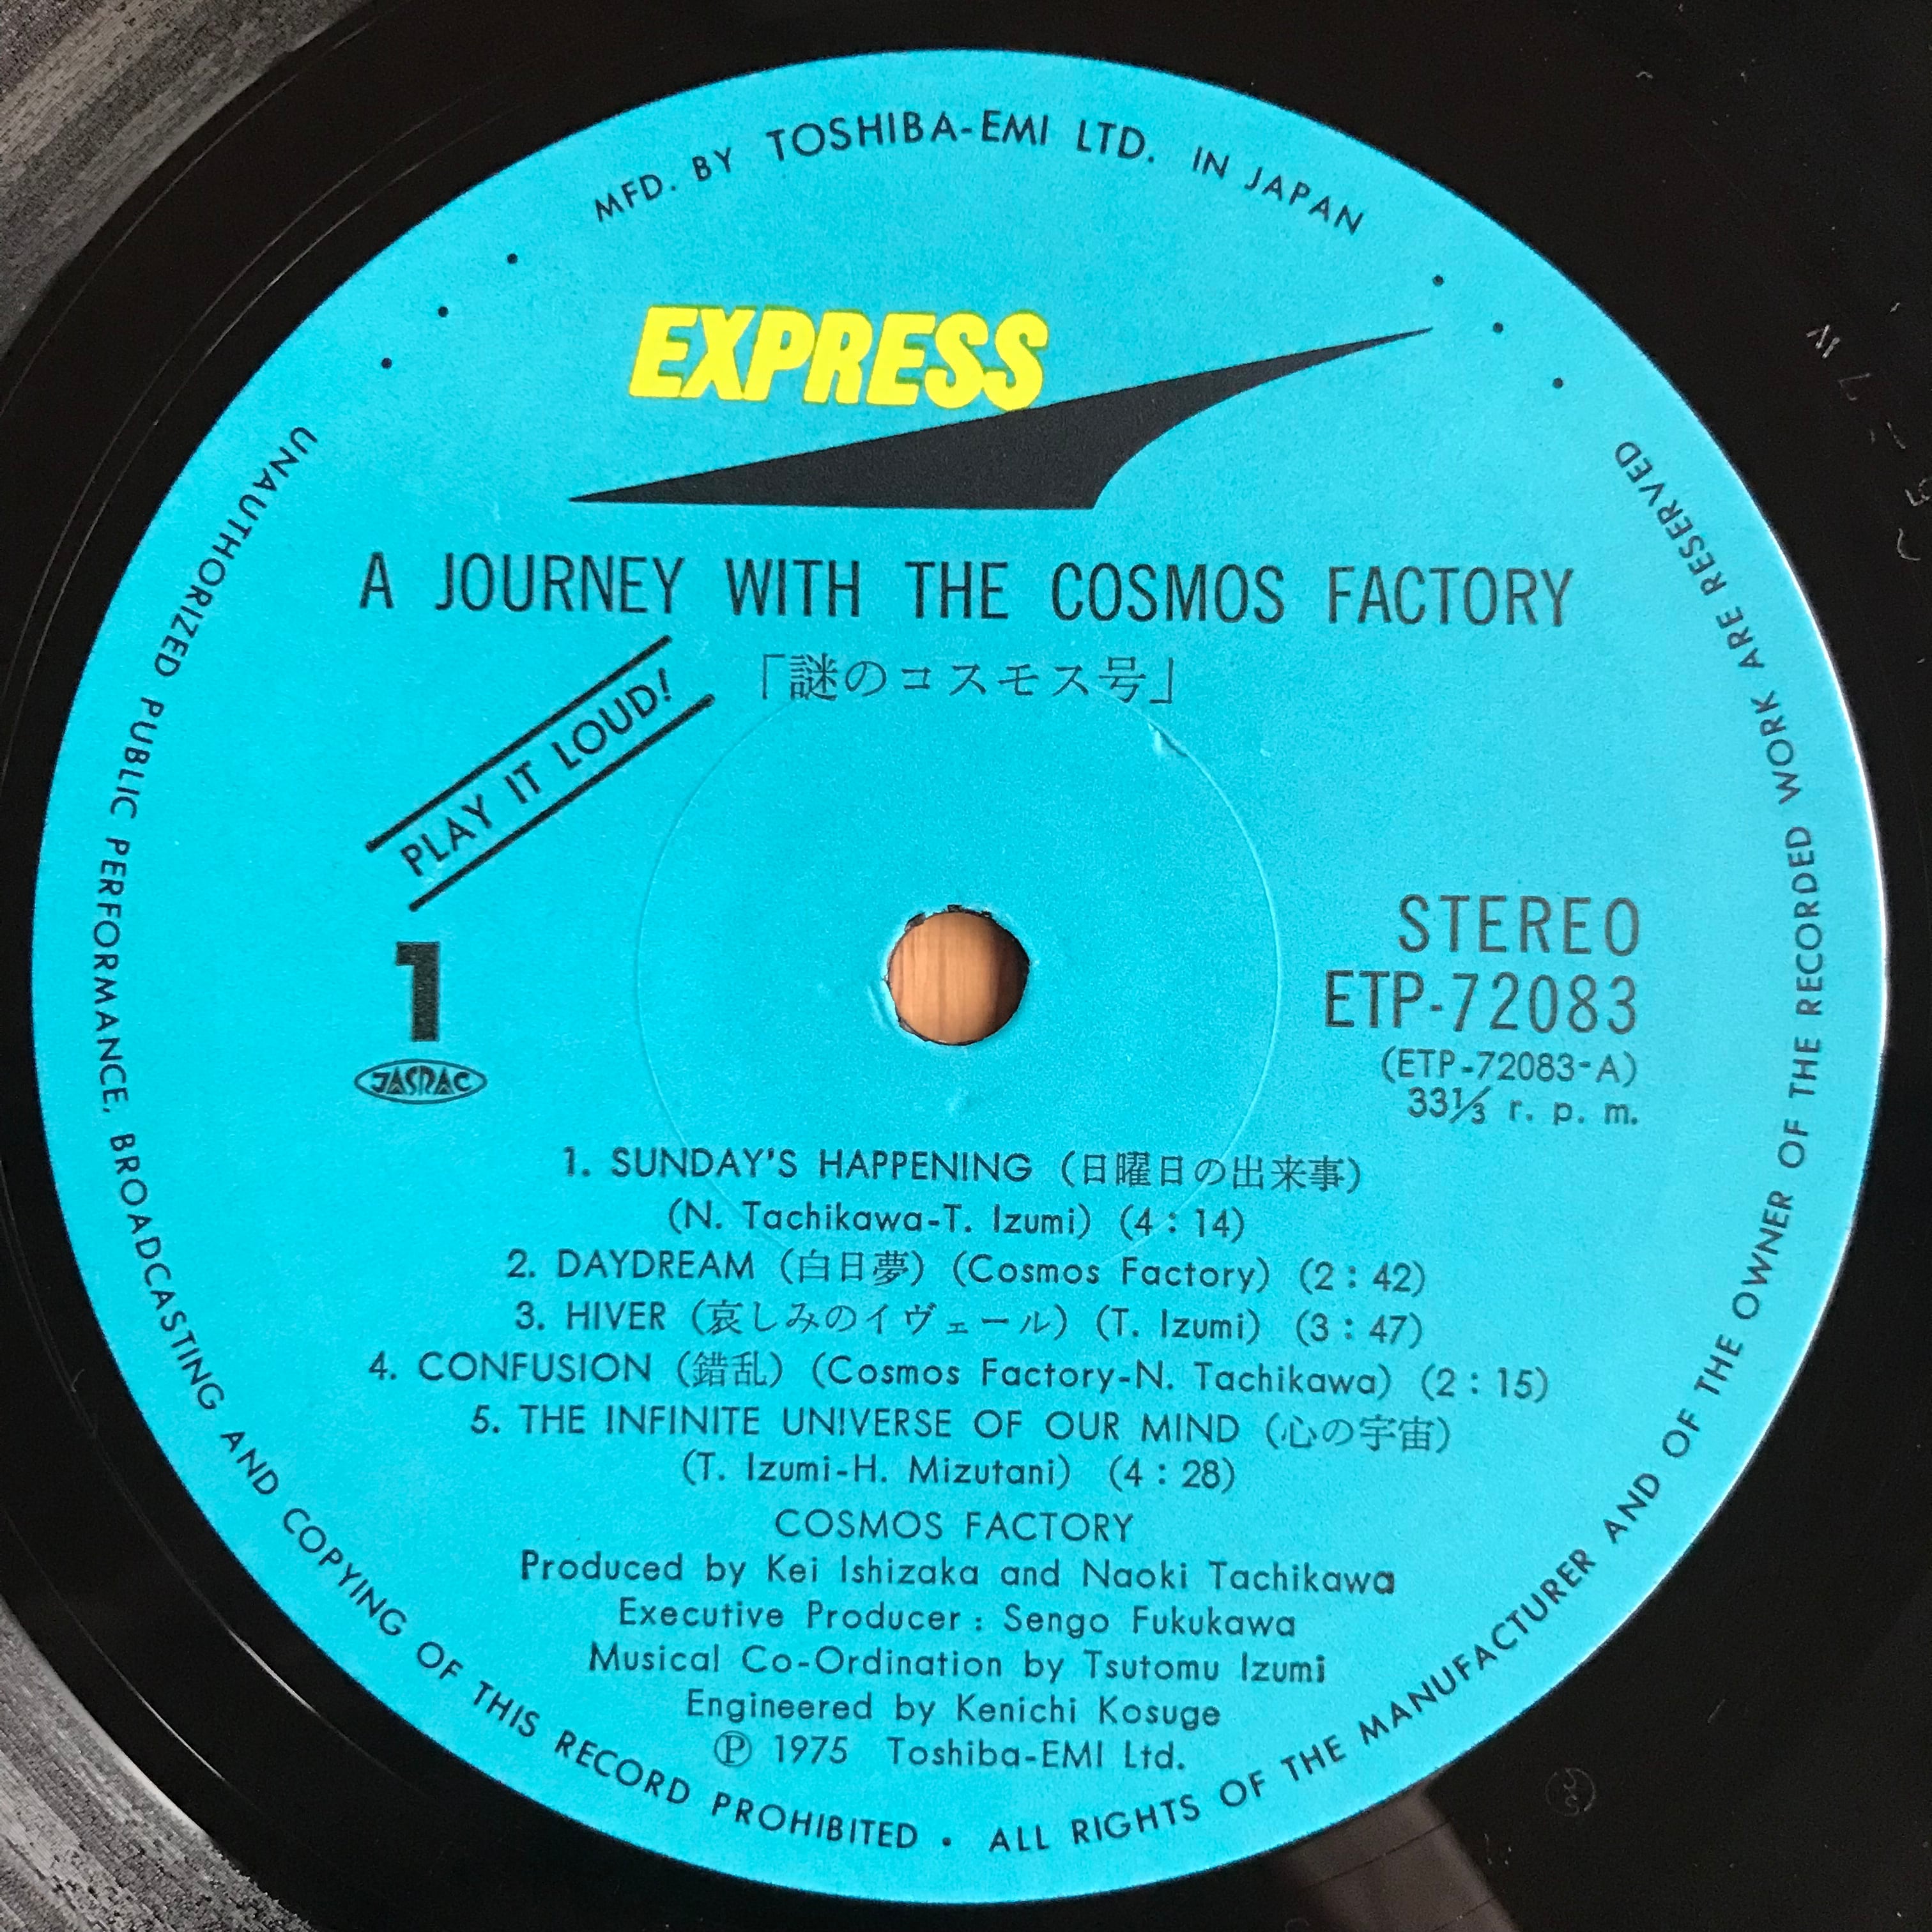 MFD. BY TOSHIBA-EMI LTD. IN JAPAN
EXPRESS
A JOURNEY WITH THE COSMOS FACTORY
「謎のコスモス号」
PLAY IT LOUD!
1
JASRAC
STEREO
ETP-72083
(ETP-72083-A)
33⅓ r. p. m.
1. SUNDAY'S HAPPENING (日曜日の出来事)
(N. Tachikawa-T. Izumi) (4 : 14)
2. DAYDREAM (白日夢) (Cosmos Factory) (2 : 42)
3. HIVER (哀しみのイヴェール) (T. Izumi) (3 : 47)
4. CONFUSION (錯乱) (Cosmos Factory-N. Tachikawa) (2 : 15)
5. THE INFINITE UNIVERSE OF OUR MIND (心の宇宙)
(T. Izumi-H. Mizutani) (4 : 28)
COSMOS FACTORY
Produced by Kei Ishizaka and Naoki Tachikawa
Executive Producer : Sengo Fukukawa
Musical Co-Ordination by Tsutomu Izumi
Engineered by Kenichi Kosuge
Ⓟ 1975 Toshiba-EMI Ltd.
UNAUTHORIZED PUBLIC PERFORMANCE, BROADCASTING AND COPYING OF THIS RECORD PROHIBITED • ALL RIGHTS OF THE MANUFACTURER AND OF THE OWNER OF THE RECORDED WORK ARE RESERVED